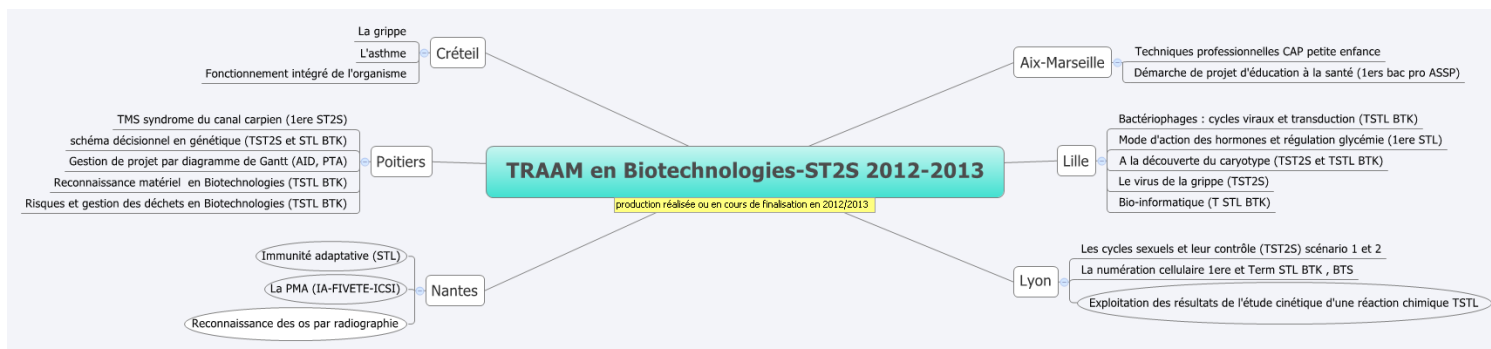 TRAAM en Biotechnologies-ST2S 2012-2013
production réalisée ou en cours de finalisation en 2012/2013
Créteil
La grippe
L'asthme
Fonctionnement intégré de l'organisme
Poitiers
TMS syndrome du canal carpien (1ere ST2S)
schéma décisionnel en génétique (TST2S et STL BTK)
Gestion de projet par diagramme de Gantt (AID, PTA)
Reconnaissance matériel en Biotechnologies (TSTL BTK)
Risques et gestion des déchets en Biotechnologies (TSTL BTK)
Nantes
Immunité adaptative (STL)
La PMA (IA-FIVETE-ICSI)
Reconnaissance des os par radiographie
Aix-Marseille
Techniques professionnelles CAP petite enfance
Démarche de projet d'éducation à la santé (1ers bac pro ASSP)
Lille
Bactériophages : cycles viraux et transduction (TSTL BTK)
Mode d'action des hormones et régulation glycémie (1ere STL)
A la découverte du caryotype (TST2S et TSTL BTK)
Le virus de la grippe (TST2S)
Bio-informatique (T STL BTK)
Lyon
Les cycles sexuels et leur contrôle (TST2S) scénario 1 et 2
La numération cellulaire 1ere et Term STL BTK , BTS
Exploitation des résultats de l'étude cinétique d'une réaction chimique TSTL